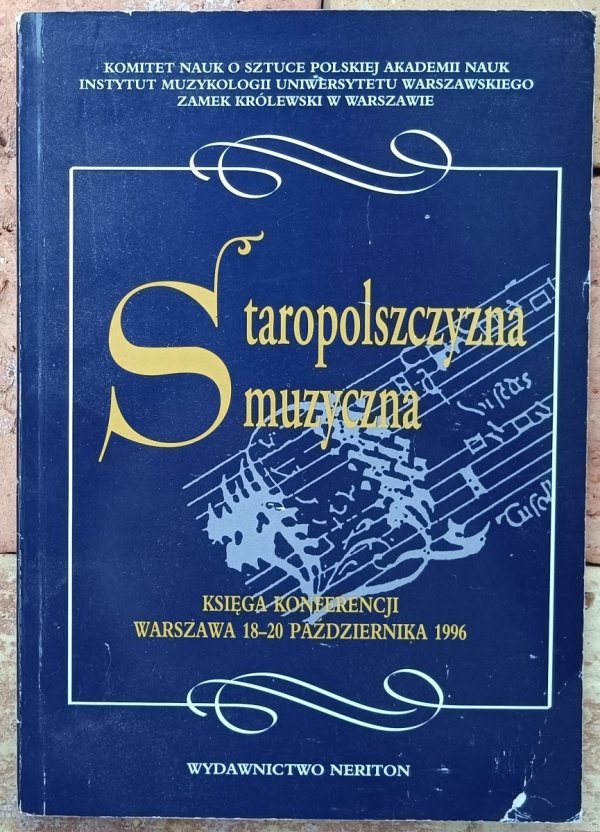 KOMITET NAUK O SZTUCE POLSKIEJ AKADEMII NAUK
INSTYTUT MUZYKOLOGII UNIWERSYTETU WARSZAWSKIEGO
ZAMEK KRÓLEWSKI W WARSZAWIE
Staropolszczyzna
muzyczna
KSIĘGA KONFERENCJI
WARSZAWA 18–20 PAŹDZIERNIKA 1996
WYDAWNICTWO NERITON